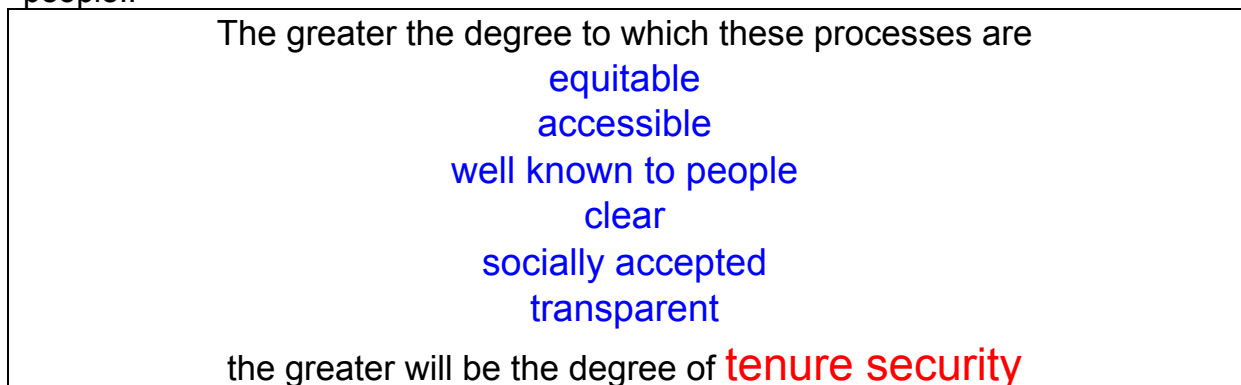 people..
The greater the degree to which these processes are
equitable
accessible
well known to people
clear
socially accepted
transparent
the greater will be the degree of tenure security